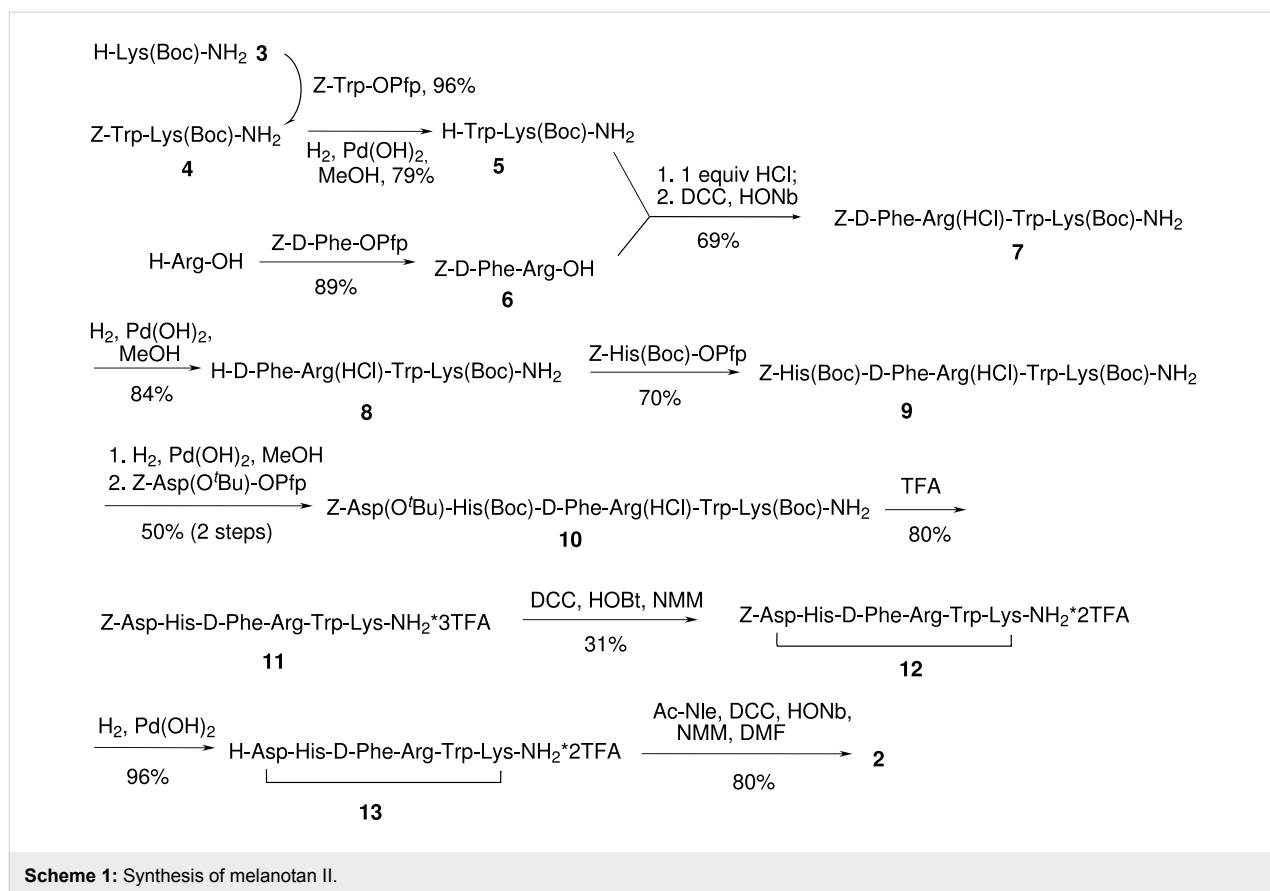 H-Lys(Boc)-NH2 3
Z-Trp-OPfp, 96%
Z-Trp-Lys(Boc)-NH2
4
H2, Pd(OH)2,
MeOH, 79%
H-Trp-Lys(Boc)-NH2
5
H-Arg-OH
Z-D-Phe-OPfp
89%
Z-D-Phe-Arg-OH
6
1. 1 equiv HCl;
2. DCC, HONb
69%
Z-D-Phe-Arg(HCl)-Trp-Lys(Boc)-NH2
7
H2, Pd(OH)2,
MeOH
84%
H-D-Phe-Arg(HCl)-Trp-Lys(Boc)-NH2
8
Z-His(Boc)-OPfp
70%
Z-His(Boc)-D-Phe-Arg(HCl)-Trp-Lys(Boc)-NH2
9
1. H2, Pd(OH)2, MeOH
2. Z-Asp(OtBu)-OPfp
50% (2 steps)
Z-Asp(OtBu)-His(Boc)-D-Phe-Arg(HCl)-Trp-Lys(Boc)-NH2
10
TFA
80%
Z-Asp-His-D-Phe-Arg-Trp-Lys-NH2*3TFA
11
DCC, HOBt, NMM
31%
Z-Asp-His-D-Phe-Arg-Trp-Lys-NH2*2TFA
12
H2, Pd(OH)2
96%
H-Asp-His-D-Phe-Arg-Trp-Lys-NH2*2TFA
13
Ac-Nle, DCC, HONb,
NMM, DMF
80%
2
Scheme 1: Synthesis of melanotan II.